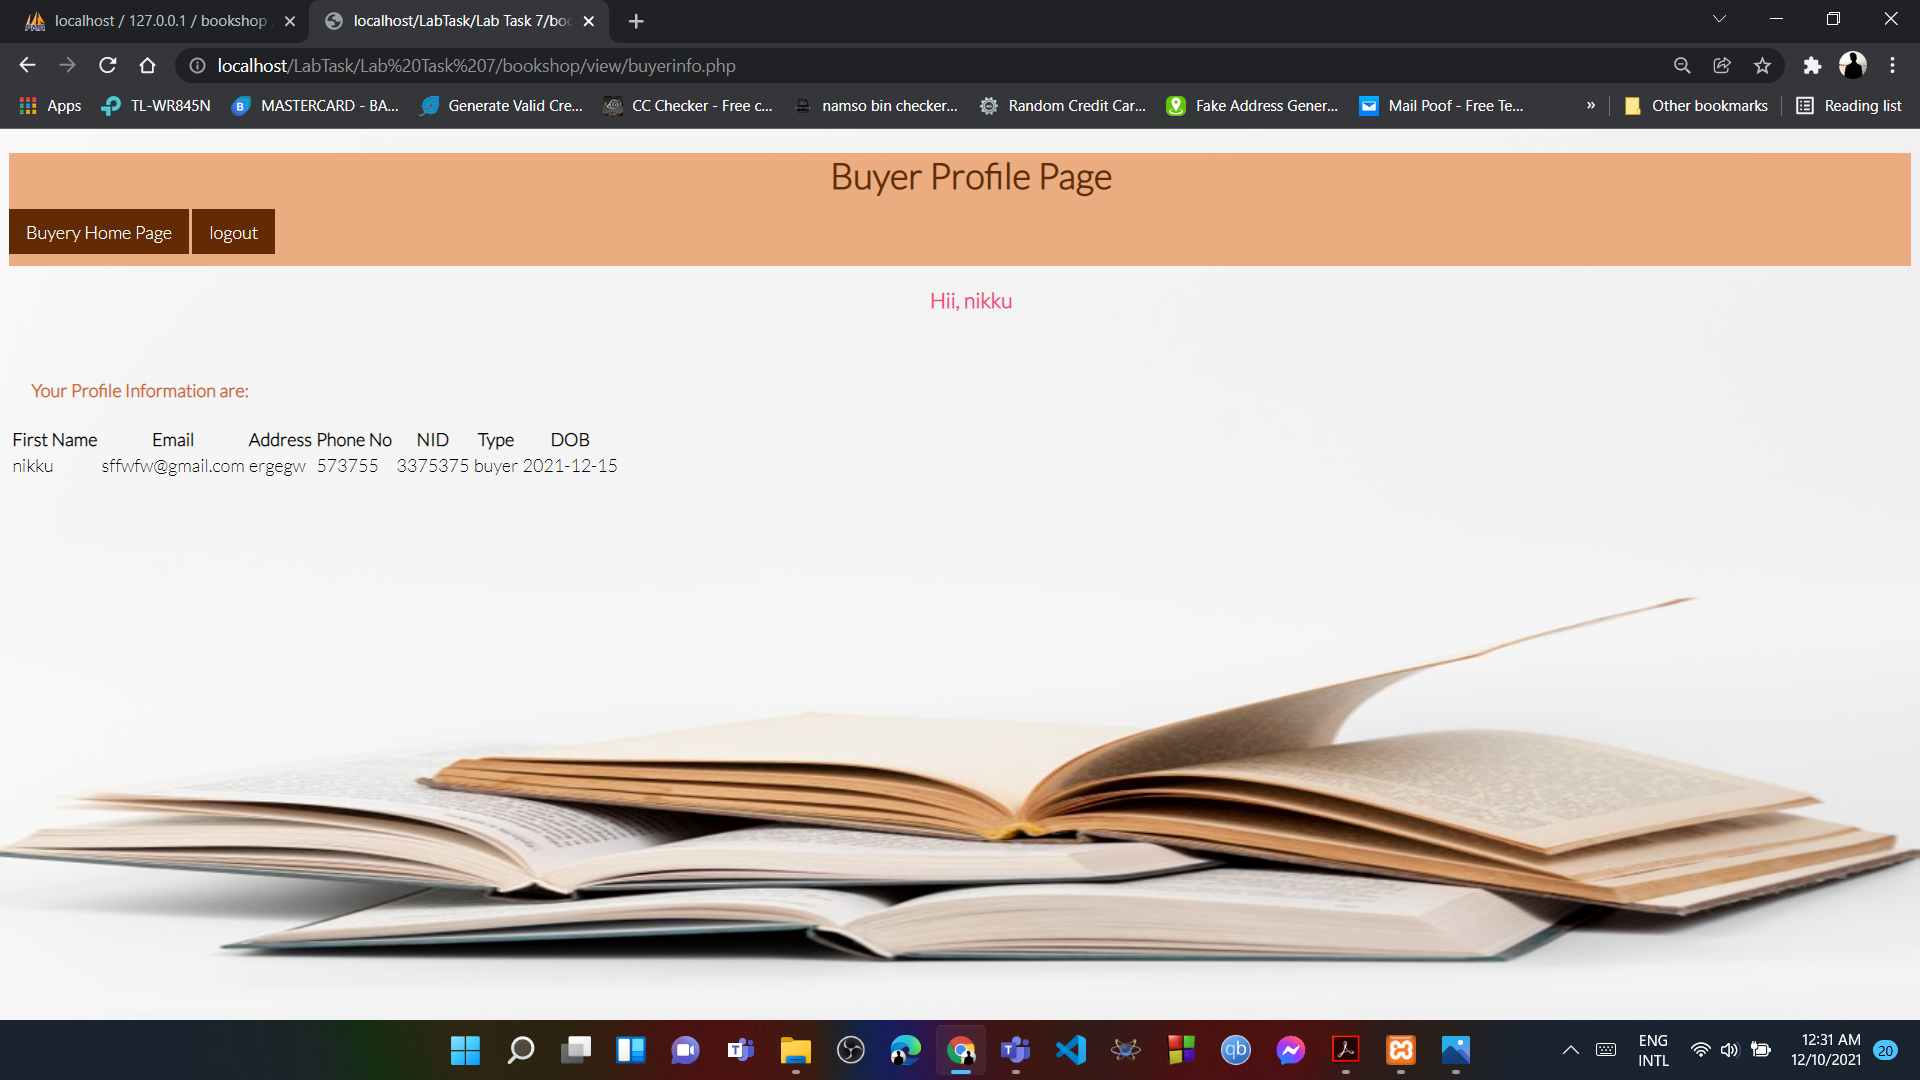 localhost / 127.0.0.1 / bookshop
localhost/LabTask/Lab Task 7/boo
localhost/LabTask/Lab%20Task%207/bookshop/view/buyerinfo.php
Apps TL-WR845N MASTERCARD - BA... Generate Valid Cre... CC Checker - Free c... namso bin checker... Random Credit Car... Fake Address Gener... Mail Poof - Free Te... » Other bookmarks Reading list
Buyer Profile Page
Buyery Home Page logout
Hii, nikku
Your Profile Information are:
First Name Email Address Phone No NID Type DOB
nikku sffwfw@gmail.com ergegw 573755 3375375 buyer 2021-12-15
ENG
INTL
12:31 AM
12/10/2021
20